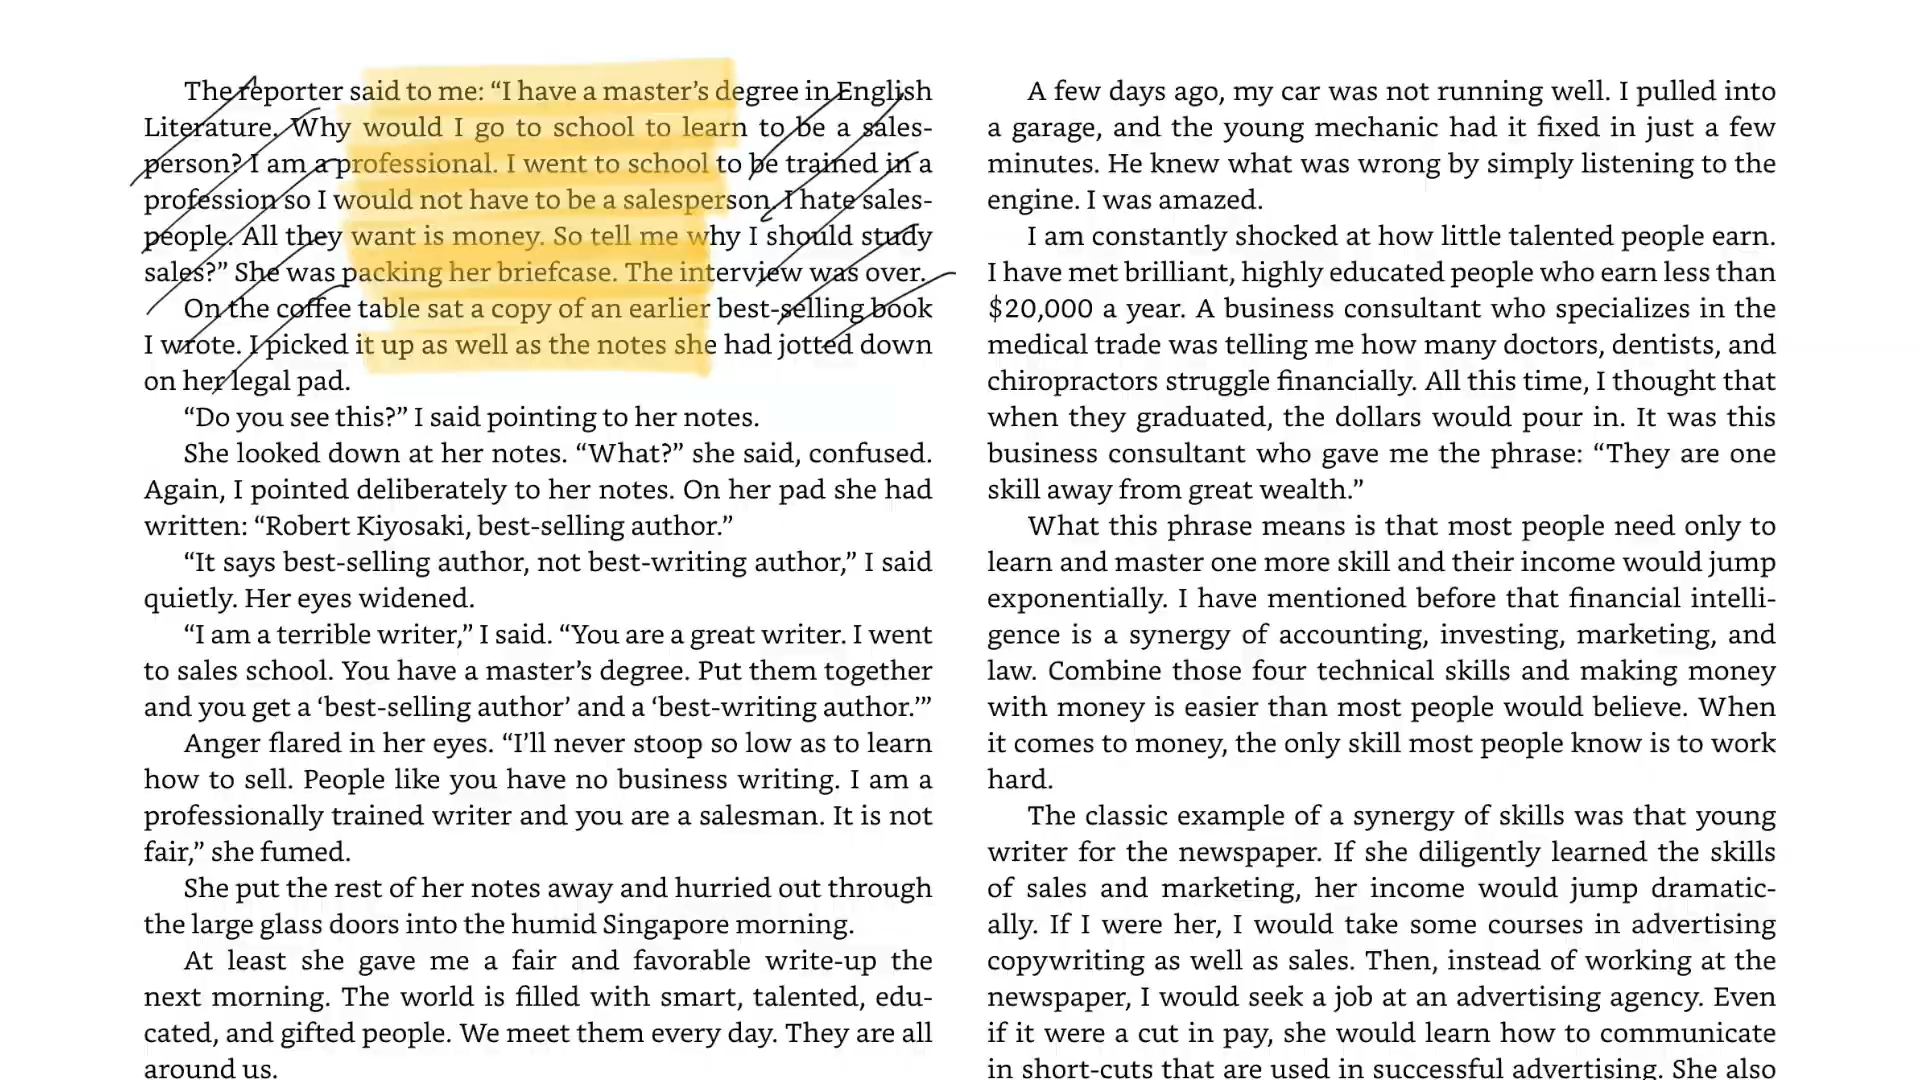 The reporter said to me: “I have a master’s degree in English
Literature. Why would I go to school to learn to be a sales-
person? I am a professional. I went to school to be trained in a
profession so I would not have to be a salesperson. I hate sales-
people. All they want is money. So tell me why I should study
sales?” She was packing her briefcase. The interview was over.
On the coffee table sat a copy of an earlier best-selling book
I wrote. I picked it up as well as the notes she had jotted down
on her legal pad.
“Do you see this?” I said pointing to her notes.
She looked down at her notes. “What?” she said, confused.
Again, I pointed deliberately to her notes. On her pad she had
written: “Robert Kiyosaki, best-selling author.”
“It says best-selling author, not best-writing author,” I said
quietly. Her eyes widened.
“I am a terrible writer,” I said. “You are a great writer. I went
to sales school. You have a master’s degree. Put them together
and you get a ‘best-selling author’ and a ‘best-writing author.’”
Anger flared in her eyes. “I’ll never stoop so low as to learn
how to sell. People like you have no business writing. I am a
professionally trained writer and you are a salesman. It is not
fair,” she fumed.
She put the rest of her notes away and hurried out through
the large glass doors into the humid Singapore morning.
At least she gave me a fair and favorable write-up the
next morning. The world is filled with smart, talented, edu-
cated, and gifted people. We meet them every day. They are all
around us.
A few days ago, my car was not running well. I pulled into
a garage, and the young mechanic had it fixed in just a few
minutes. He knew what was wrong by simply listening to the
engine. I was amazed.
I am constantly shocked at how little talented people earn.
I have met brilliant, highly educated people who earn less than
$20,000 a year. A business consultant who specializes in the
medical trade was telling me how many doctors, dentists, and
chiropractors struggle financially. All this time, I thought that
when they graduated, the dollars would pour in. It was this
business consultant who gave me the phrase: “They are one
skill away from great wealth.”
What this phrase means is that most people need only to
learn and master one more skill and their income would jump
exponentially. I have mentioned before that financial intelli-
gence is a synergy of accounting, investing, marketing, and
law. Combine those four technical skills and making money
with money is easier than most people would believe. When
it comes to money, the only skill most people know is to work
hard.
The classic example of a synergy of skills was that young
writer for the newspaper. If she diligently learned the skills
of sales and marketing, her income would jump dramatic-
ally. If I were her, I would take some courses in advertising
copywriting as well as sales. Then, instead of working at the
newspaper, I would seek a job at an advertising agency. Even
if it were a cut in pay, she would learn how to communicate
in short-cuts that are used in successful advertising. She also